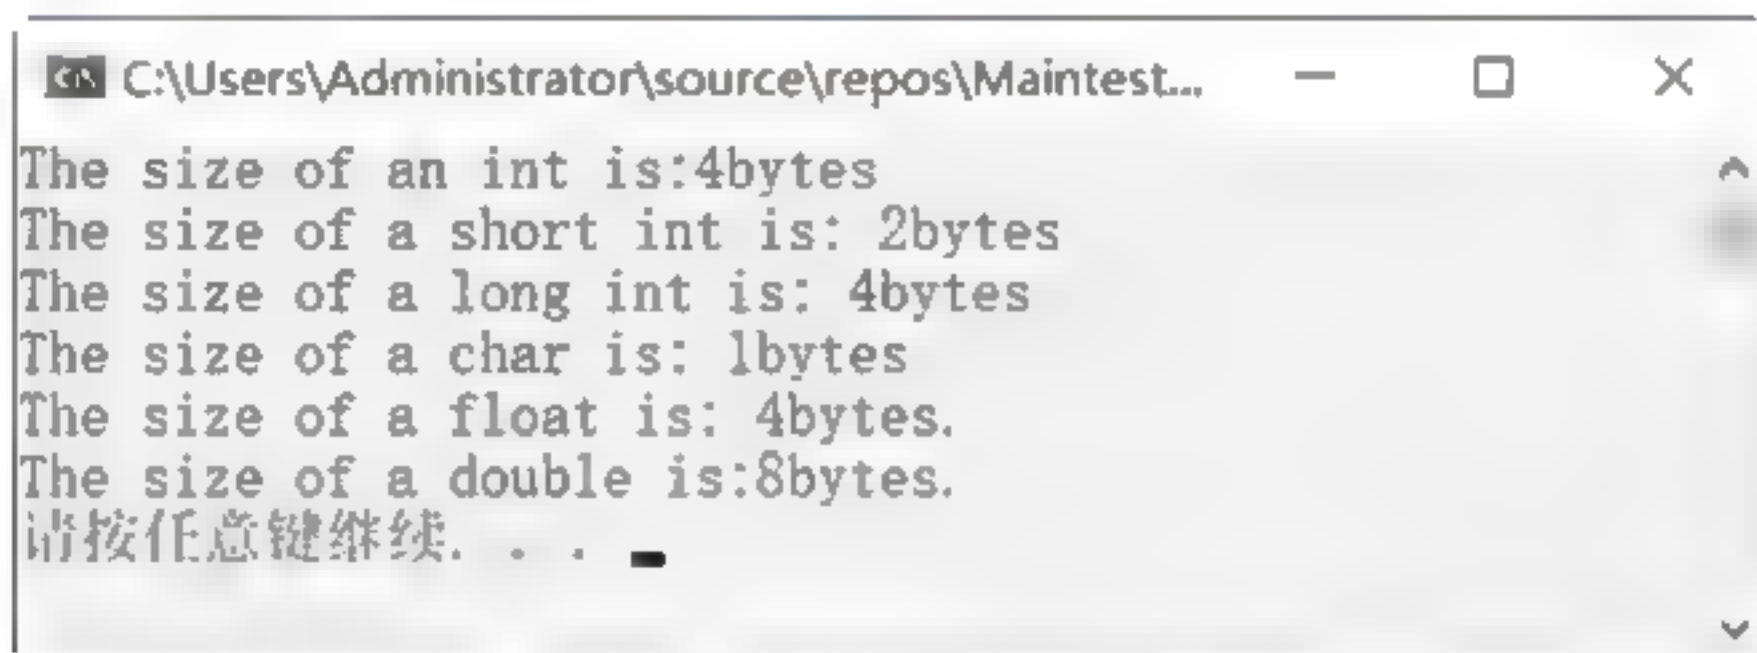 C:\Users\Administrator\source\repos\Maintest...
The size of an int is:4bytes
The size of a short int is: 2bytes
The size of a long int is: 4bytes
The size of a char is: 1bytes
The size of a float is: 4bytes.
The size of a double is:8bytes.
请按任意键继续. . .